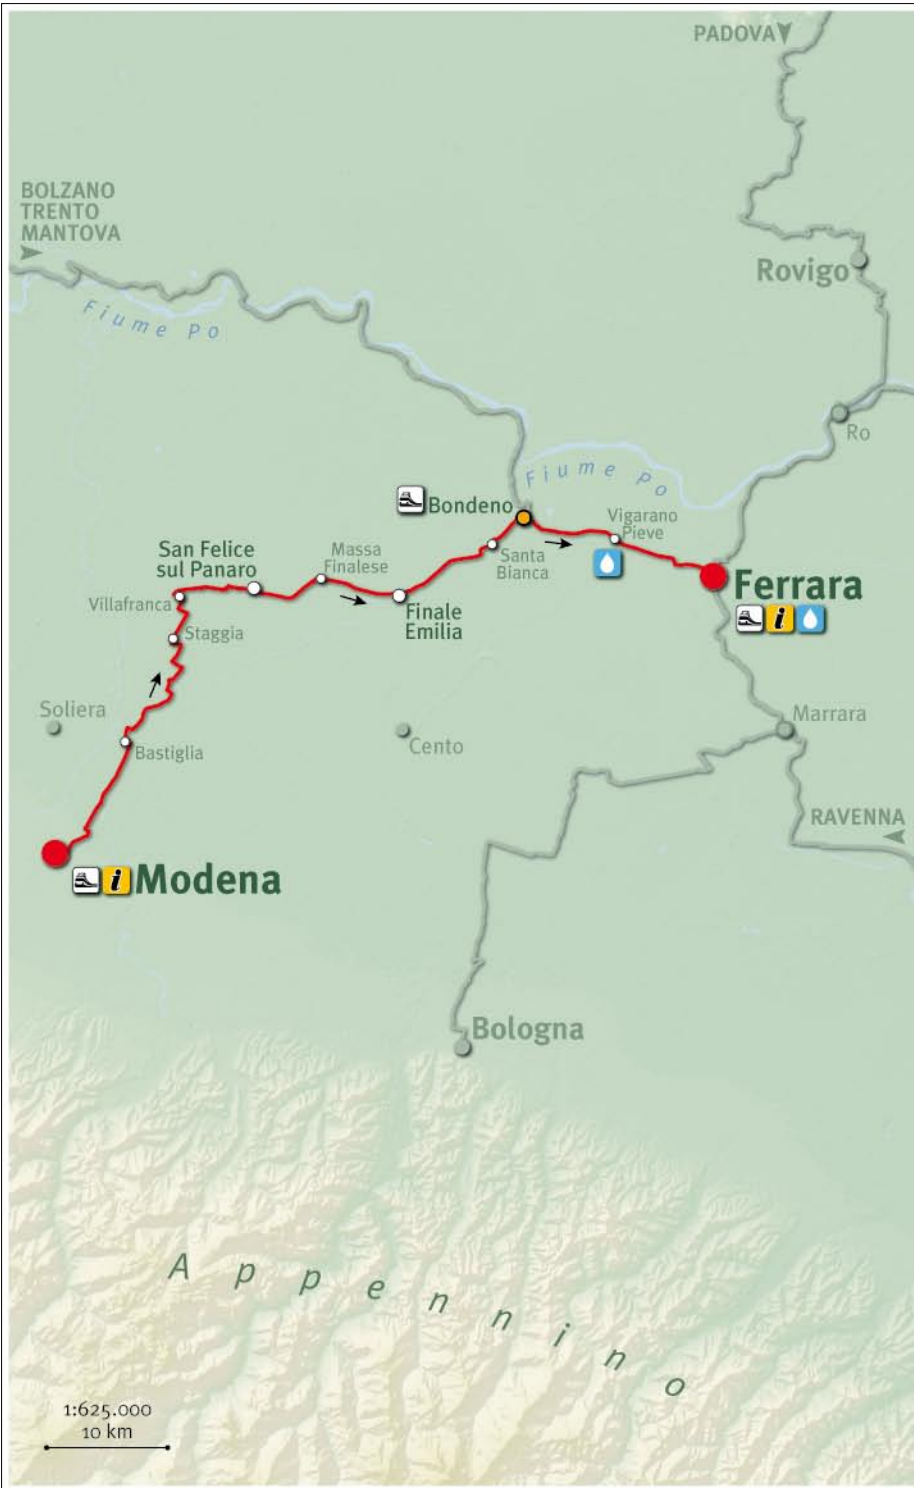 PADOVA
BOLZANO
TRENTO
MANTOVA
Rovigo
Fiume Po
Ro
Fiume Po
Bondeno
Vigarano
Pieve
San Felice
sul Panaro
Massa
Finalese
Santa
Bianca
Ferrara
i
Villafranca
Finale
Emilia
Staggia
Soliera
Marrara
Bastiglia
Cento
RAVENNA
i
Modena
Bologna
Appennino
1:625.000
10 km